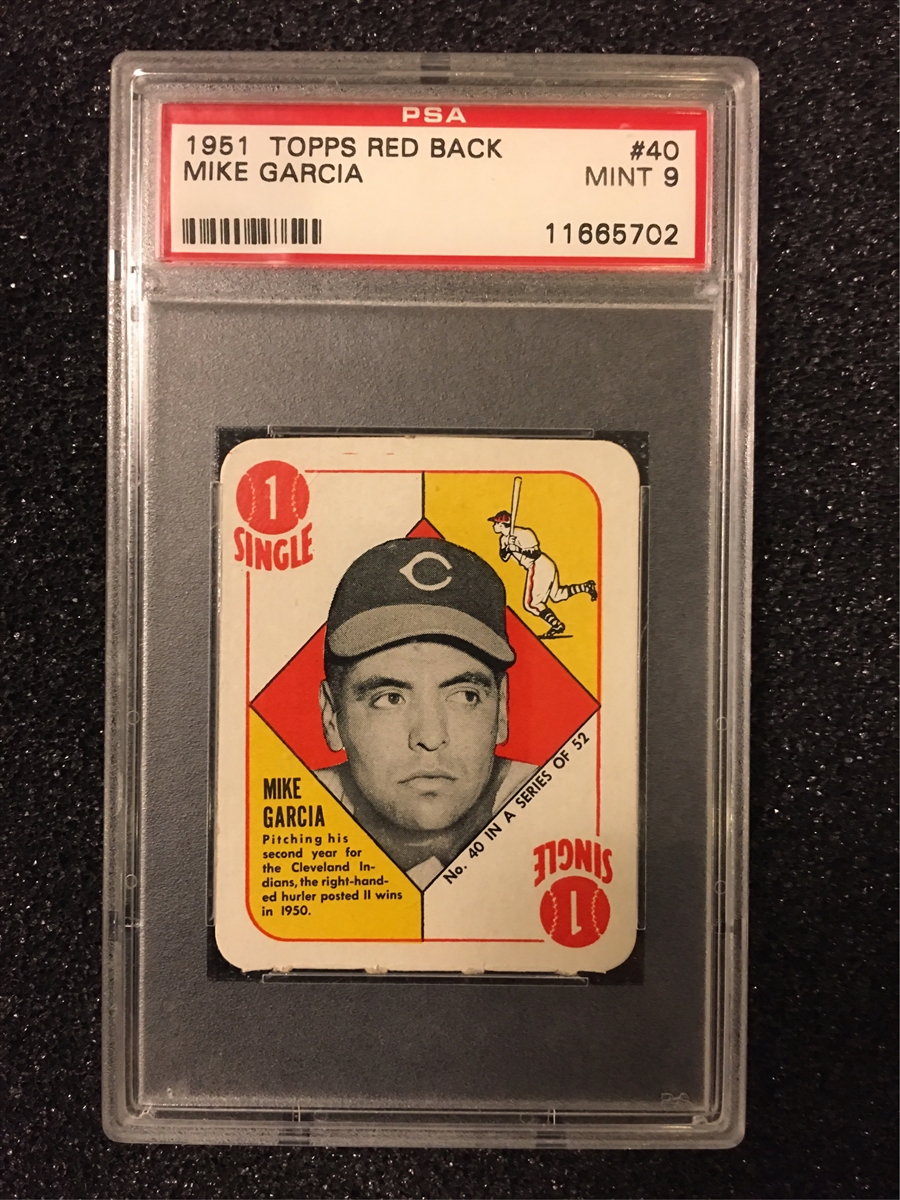 PSA
1951 TOPPS RED BACK #40
MIKE GARCIA MINT 9
11665702
1
SINGLE
C
MIKE
GARCIA
Pitching his
second year for
the Cleveland In-
dians, the right-hand-
ed hurler posted 11 wins
in 1950.
No. 40 IN A SERIES OF 52
SINGLE
1
PSA